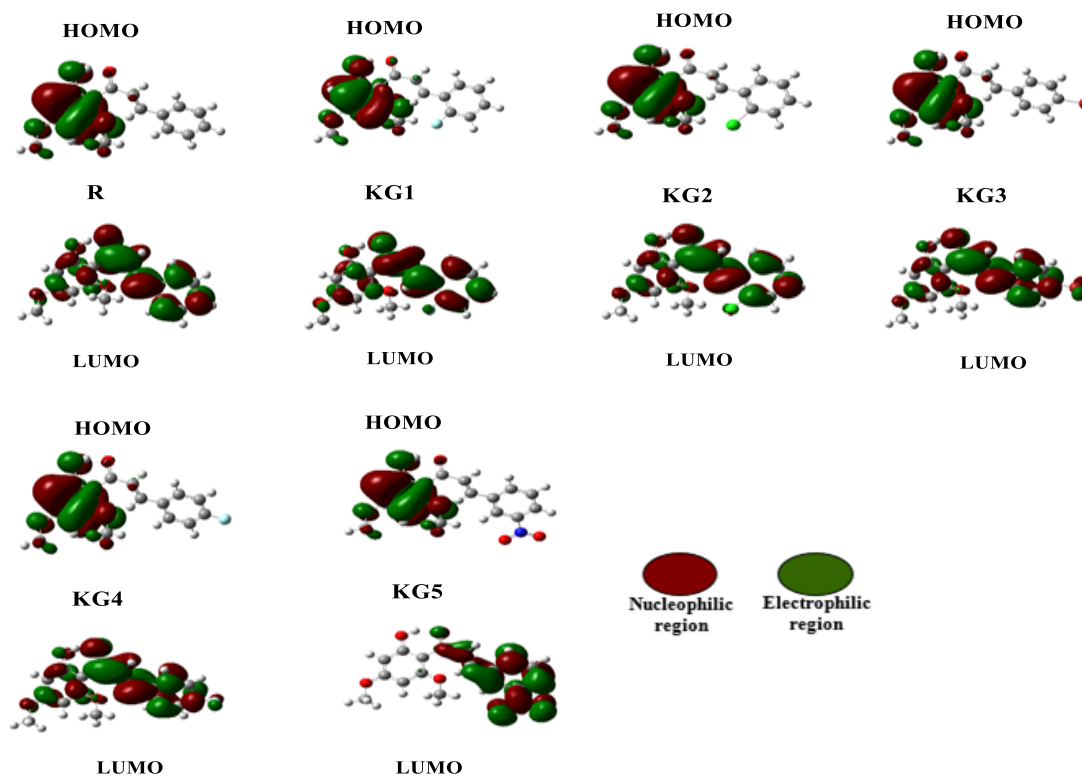 HOMO
HOMO
HOMO
HOMO
R
KG1
KG2
KG3
LUMO
LUMO
LUMO
LUMO
HOMO
HOMO
Nucleophilic
region
Electrophilic
region
KG4
KG5
LUMO
LUMO